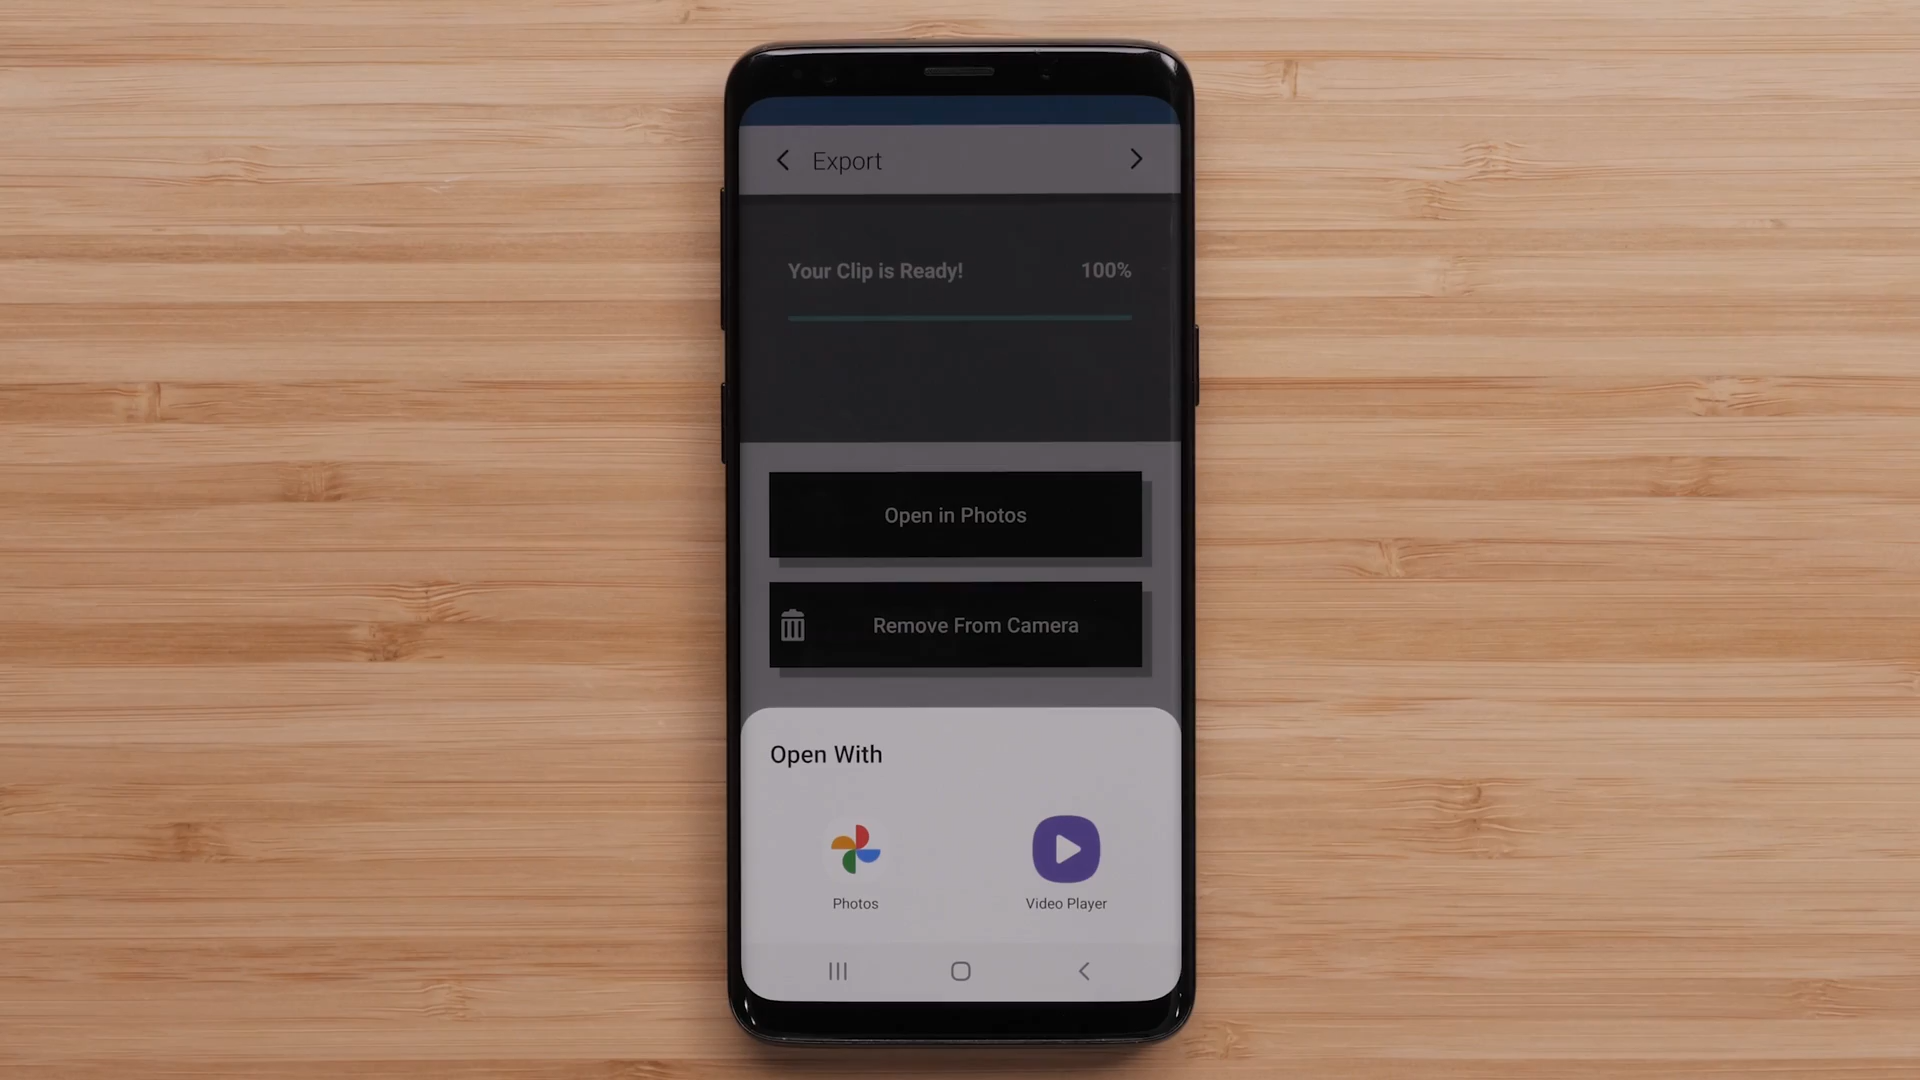 Export
Your Clip is Ready! 100%
Open in Photos
Remove From Camera
Open With
Photos Video Player